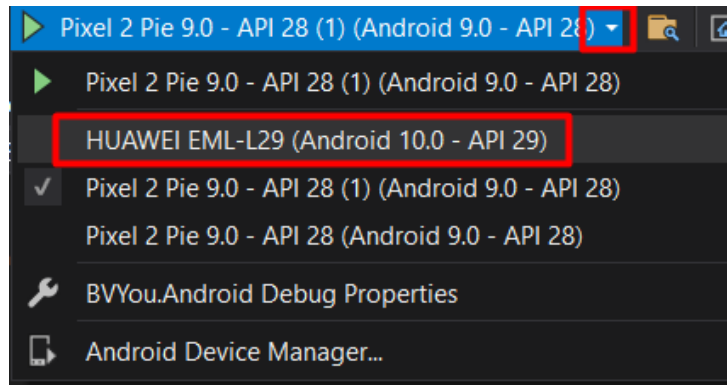 Pixel 2 Pie 9.0 - API 28 (1) (Android 9.0 - API 28)
Pixel 2 Pie 9.0 - API 28 (1) (Android 9.0 - API 28)
HUAWEI EML-L29 (Android 10.0 - API 29)
Pixel 2 Pie 9.0 - API 28 (1) (Android 9.0 - API 28)
Pixel 2 Pie 9.0 - API 28 (Android 9.0 - API 28)
BVYou.Android Debug Properties
Android Device Manager...